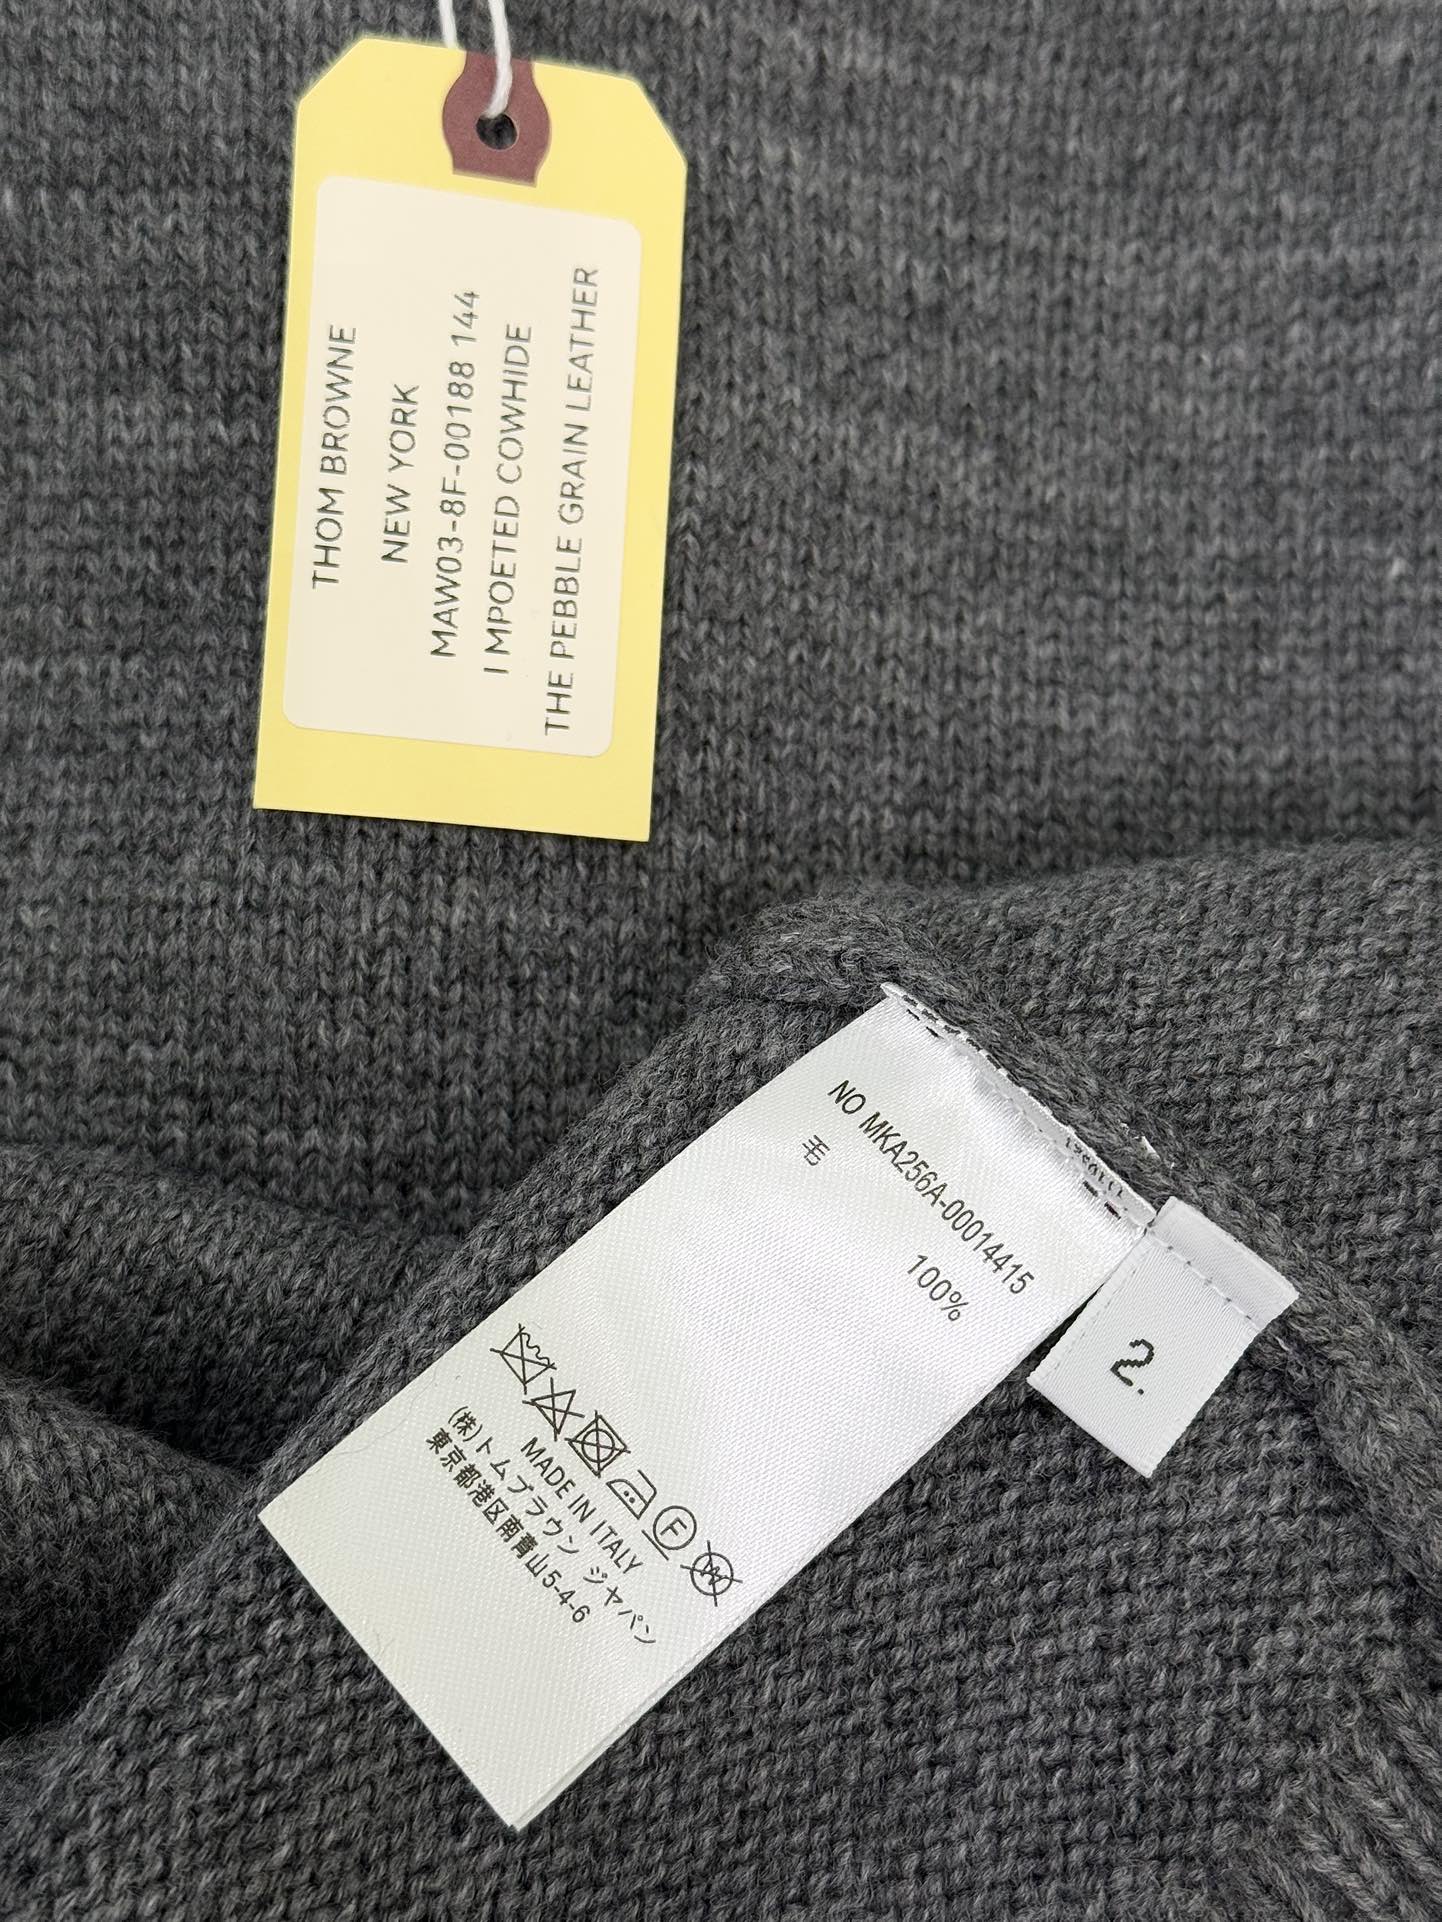 THOM BROWNE
NEW YORK
MAW03-8F-00188 144
IMPOETED COWHIDE
THE PEBBLE GRAIN LEATHER
NO MKA256A-00014415
毛 100%
MADE IN ITALY
(株)トムブラウン ジャパン
東京都港区南青山5-4-6
2.
F
W